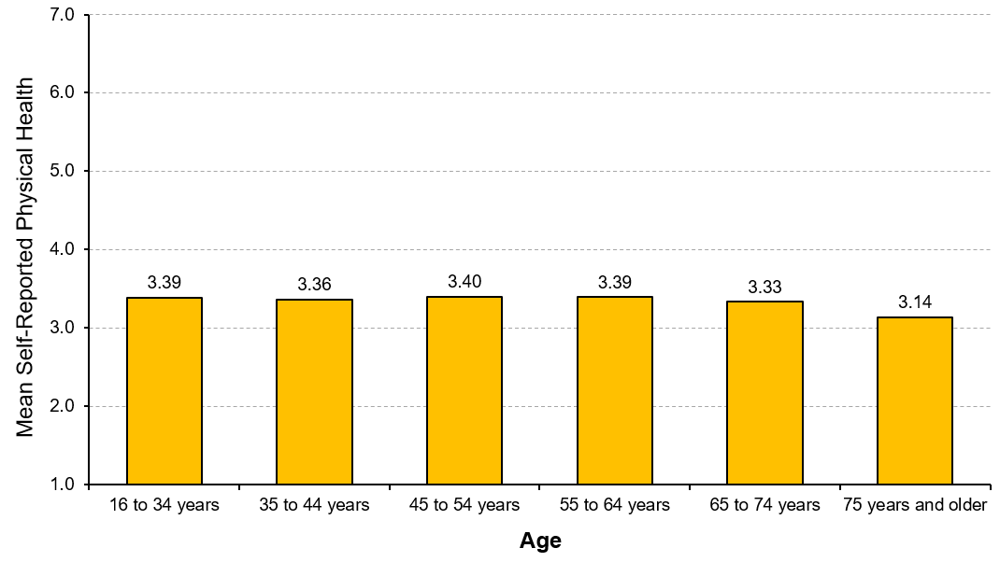 7.0
6.0
5.0
4.0
3.0
2.0
1.0
Mean Self-Reported Physical Health
3.39
3.36
3.40
3.39
3.33
3.14
16 to 34 years
35 to 44 years
45 to 54 years
55 to 64 years
65 to 74 years
75 years and older
Age